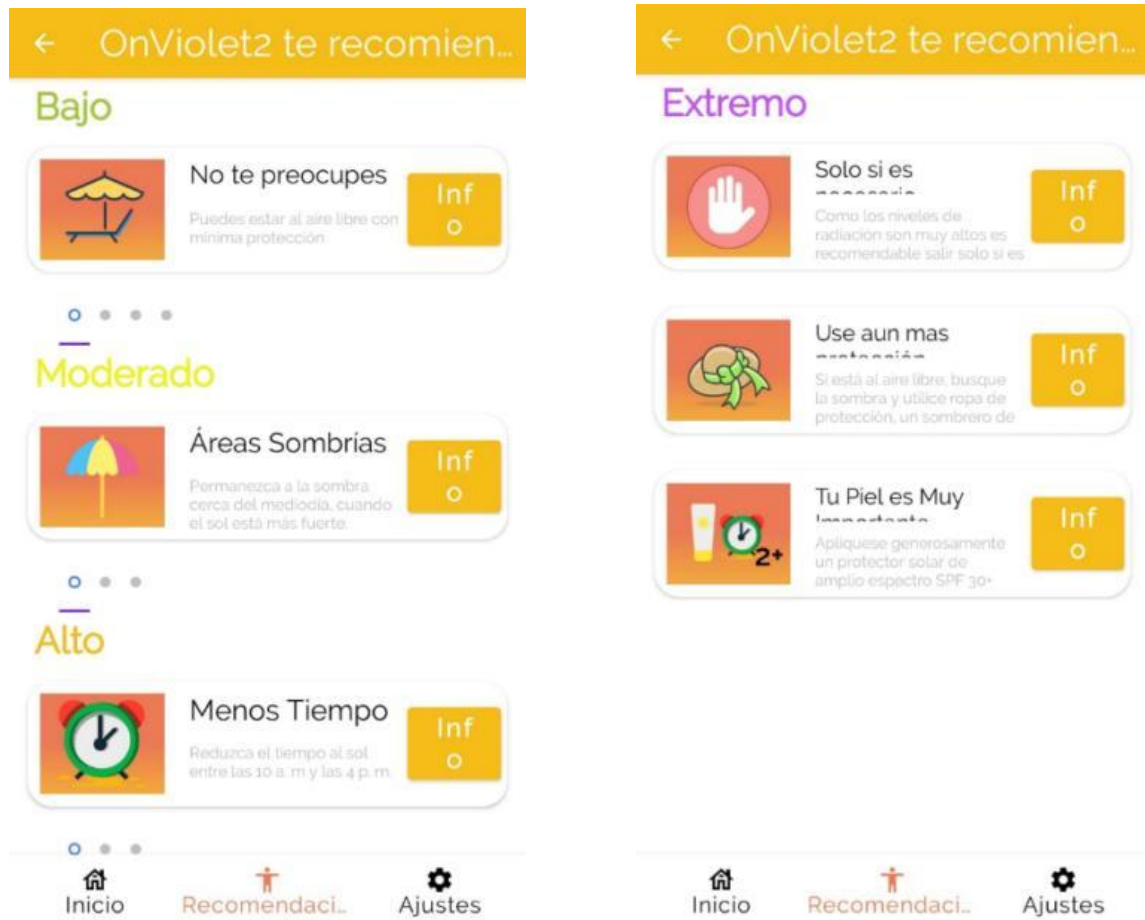 OnViolet2 te recomien...
Bajo
No te preocupes
Puedes estar al aire libre con
mínima protección
Inf
o
Moderado
Áreas Sombrías
Permanezca a la sombra
cerca del mediodía, cuando
el sol está más fuerte.
Inf
o
Alto
Menos Tiempo
Reduzca el tiempo al sol
entre las 10 a. m y las 4 p. m.
Inf
o
Inicio
Recomendaci...
Ajustes
OnViolet2 te recomien...
Extremo
Solo si es
Como los niveles de
radiación son muy altos es
recomendable salir solo si es
Inf
o
Use aun mas
protección
Si está al aire libre, busque
la sombra y utilice ropa de
protección, un sombrero de
Inf
o
2+
Tu Piel es Muy
Apliquese generosamente
un protector solar de
amplio espectro SPF 30+
Inf
o
Inicio
Recomendaci...
Ajustes